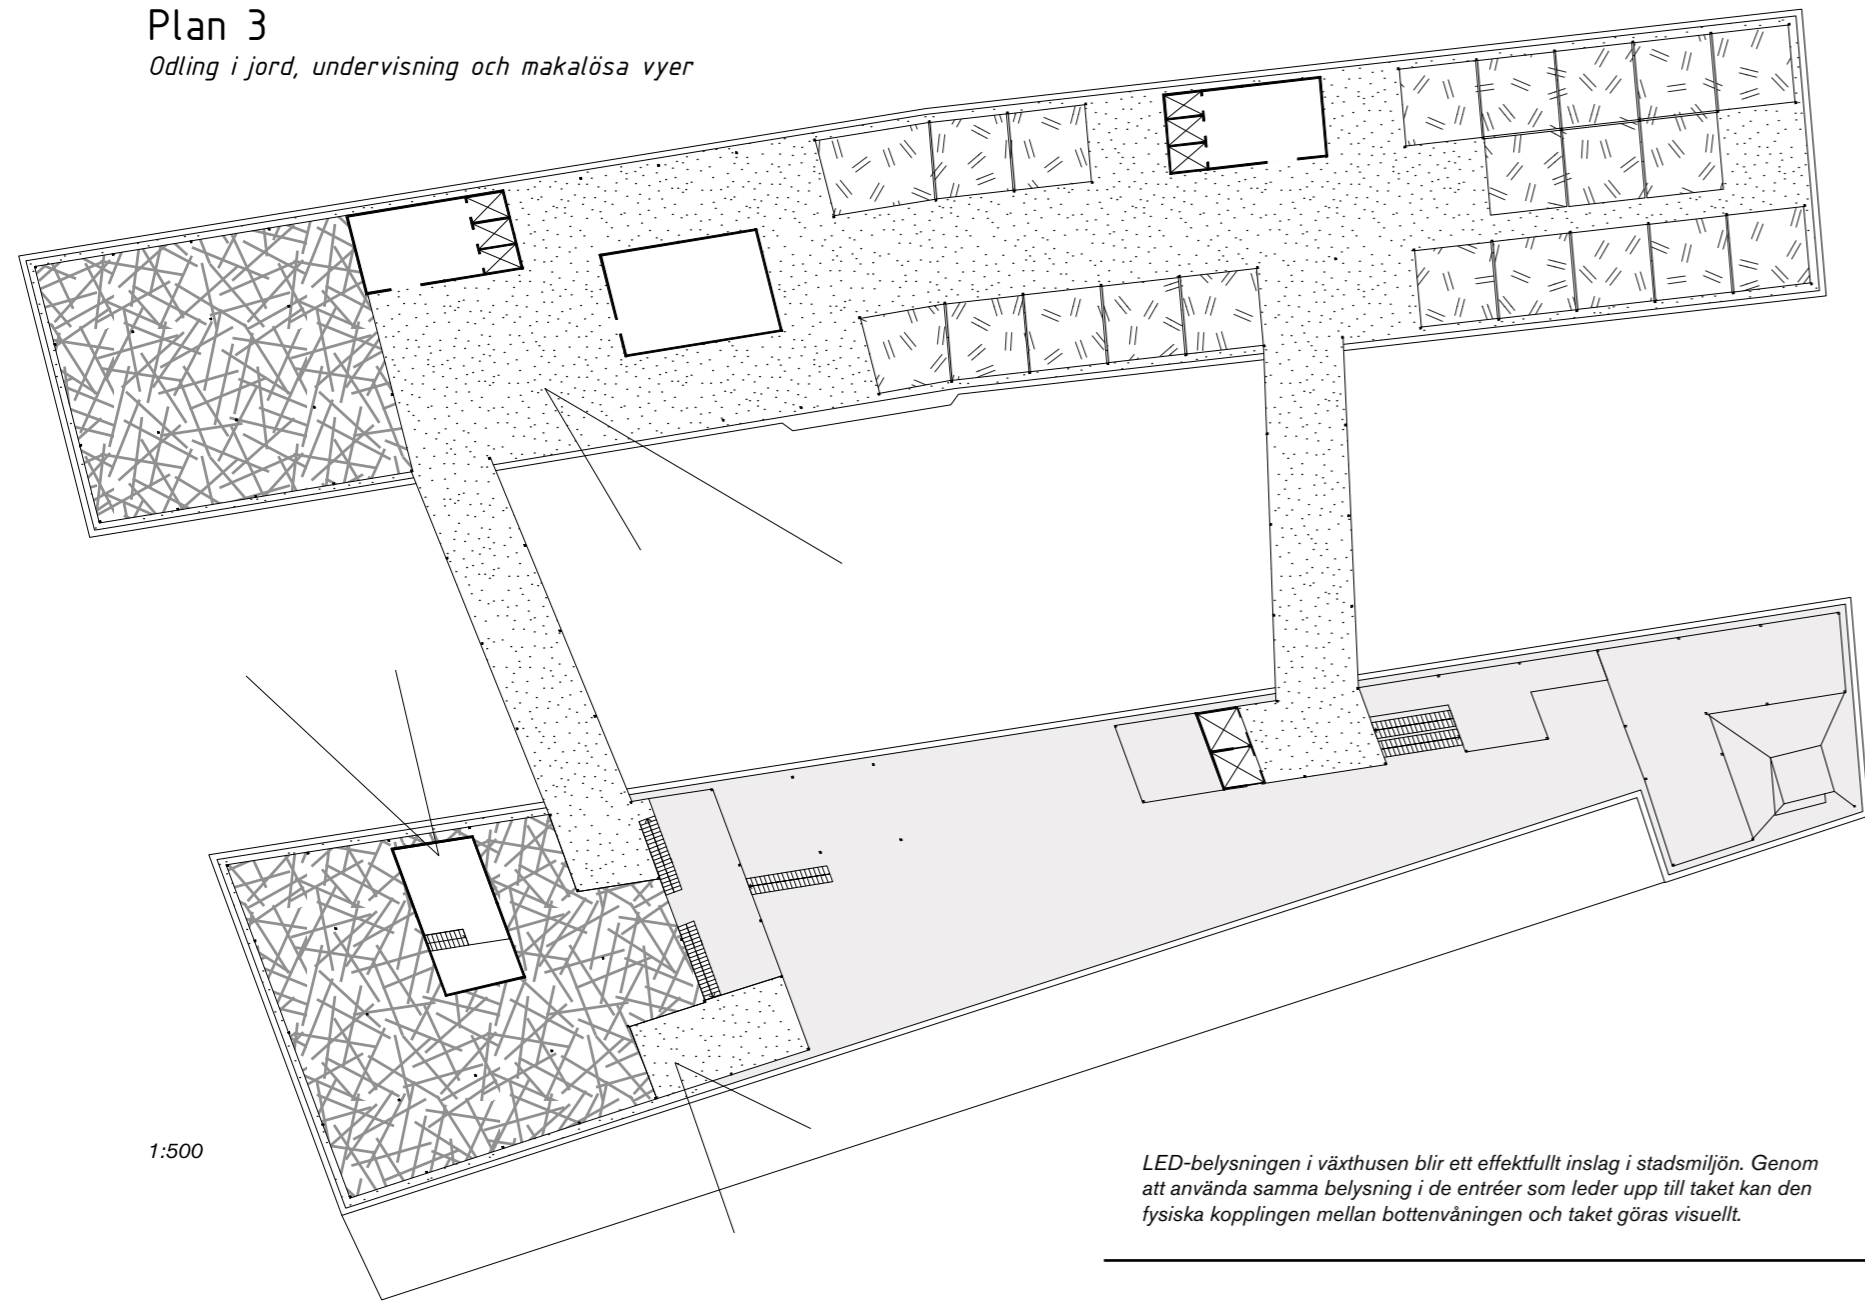 Plan 3
Odling i jord, undervisning och makalösa vyer
1:500
LED-belysningen i växthusen blir ett effektfullt inslag i stadsmiljön. Genom
att använda samma belysning i de entréer som leder upp till taket kan den
fysiska kopplingen mellan bottenvåningen och taket göras visuellt.